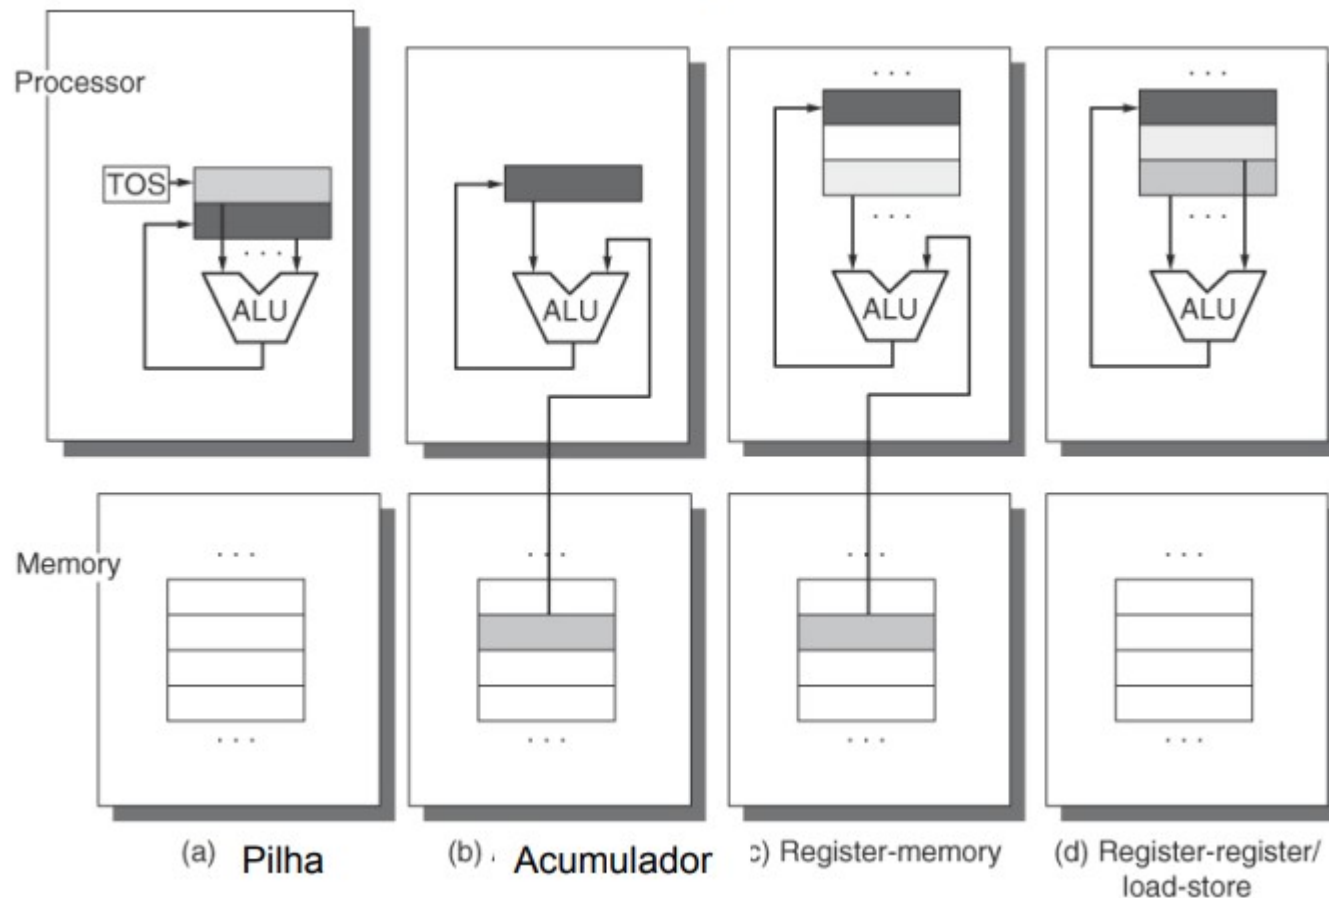 Processor
TOS
ALU
ALU
ALU
ALU
Memory
(a) Pilha
(b) Acumulador
c) Register-memory
(d) Register-register/
load-store